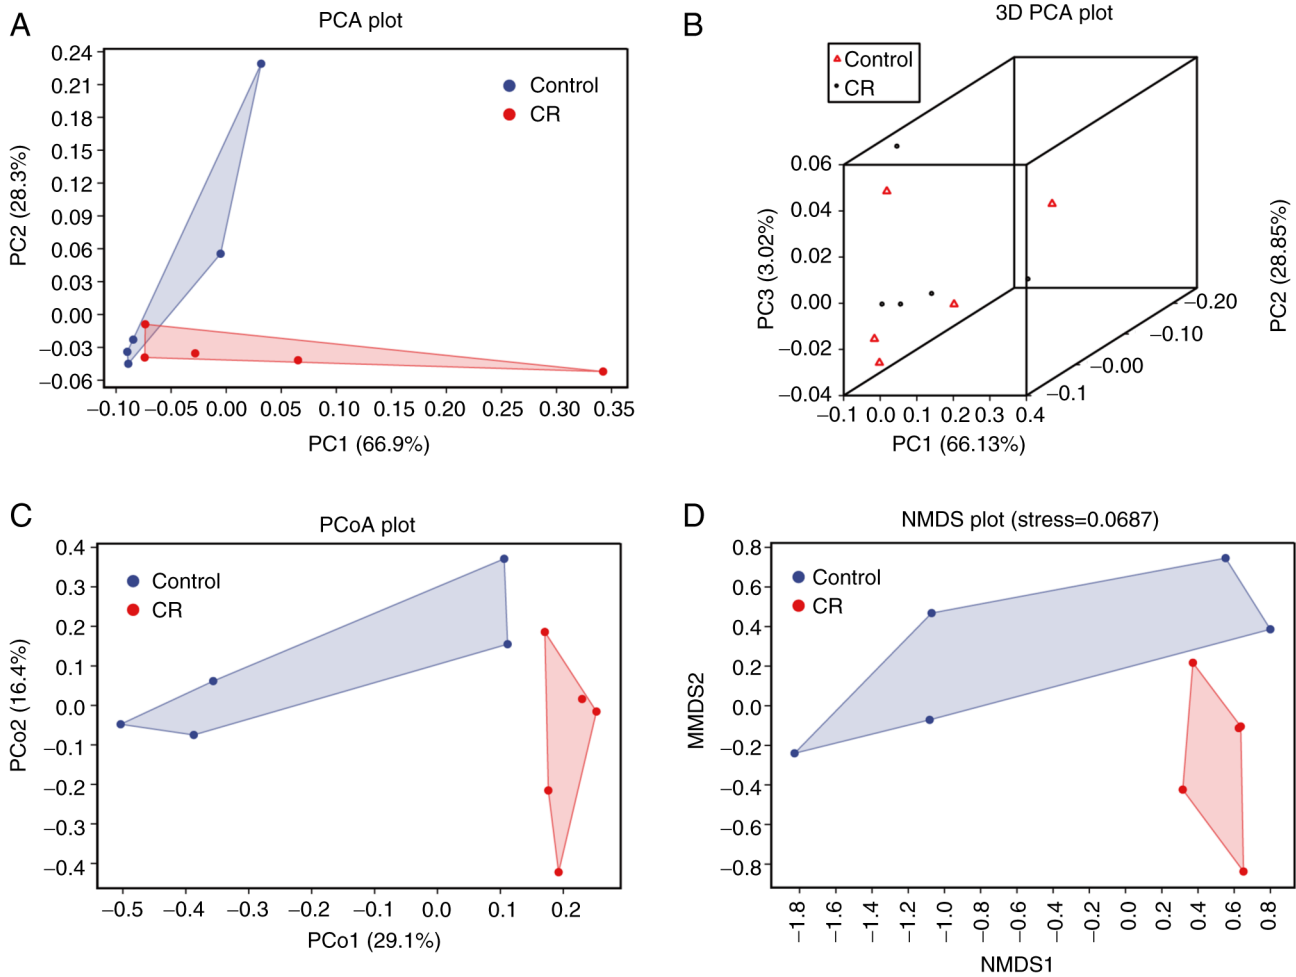 A
PCA plot
0.24
0.21
0.18
0.15
0.12
0.09
0.06
0.03
0.00
−0.03
−0.06
PC2 (28.3%)
Control
CR
−0.10 −0.05 0.00 0.05 0.10 0.15 0.20 0.25 0.30 0.35
PC1 (66.9%)
B
3D PCA plot
Control
CR
0.06
0.04
0.02
0.00
−0.02
−0.04
PC3 (3.02%)
−0.1 0.0 0.1 0.2 0.3 0.4
PC1 (66.13%)
−0.20
−0.10
−0.00
−0.1
PC2 (28.85%)
C
PCoA plot
0.4
0.3
0.2
0.1
0.0
−0.1
−0.2
−0.3
−0.4
PCo2 (16.4%)
Control
CR
−0.5 −0.4 −0.3 −0.2 −0.1 0.0 0.1 0.2
PCo1 (29.1%)
D
NMDS plot (stress=0.0687)
0.8
0.6
0.4
0.2
0.0
−0.2
−0.4
−0.6
−0.8
MMDS2
Control
CR
−1.8 −1.6 −1.4 −1.2 −1.0 −0.8 −0.6 −0.4 −0.2 0.0 0.2 0.4 0.6 0.8
NMDS1